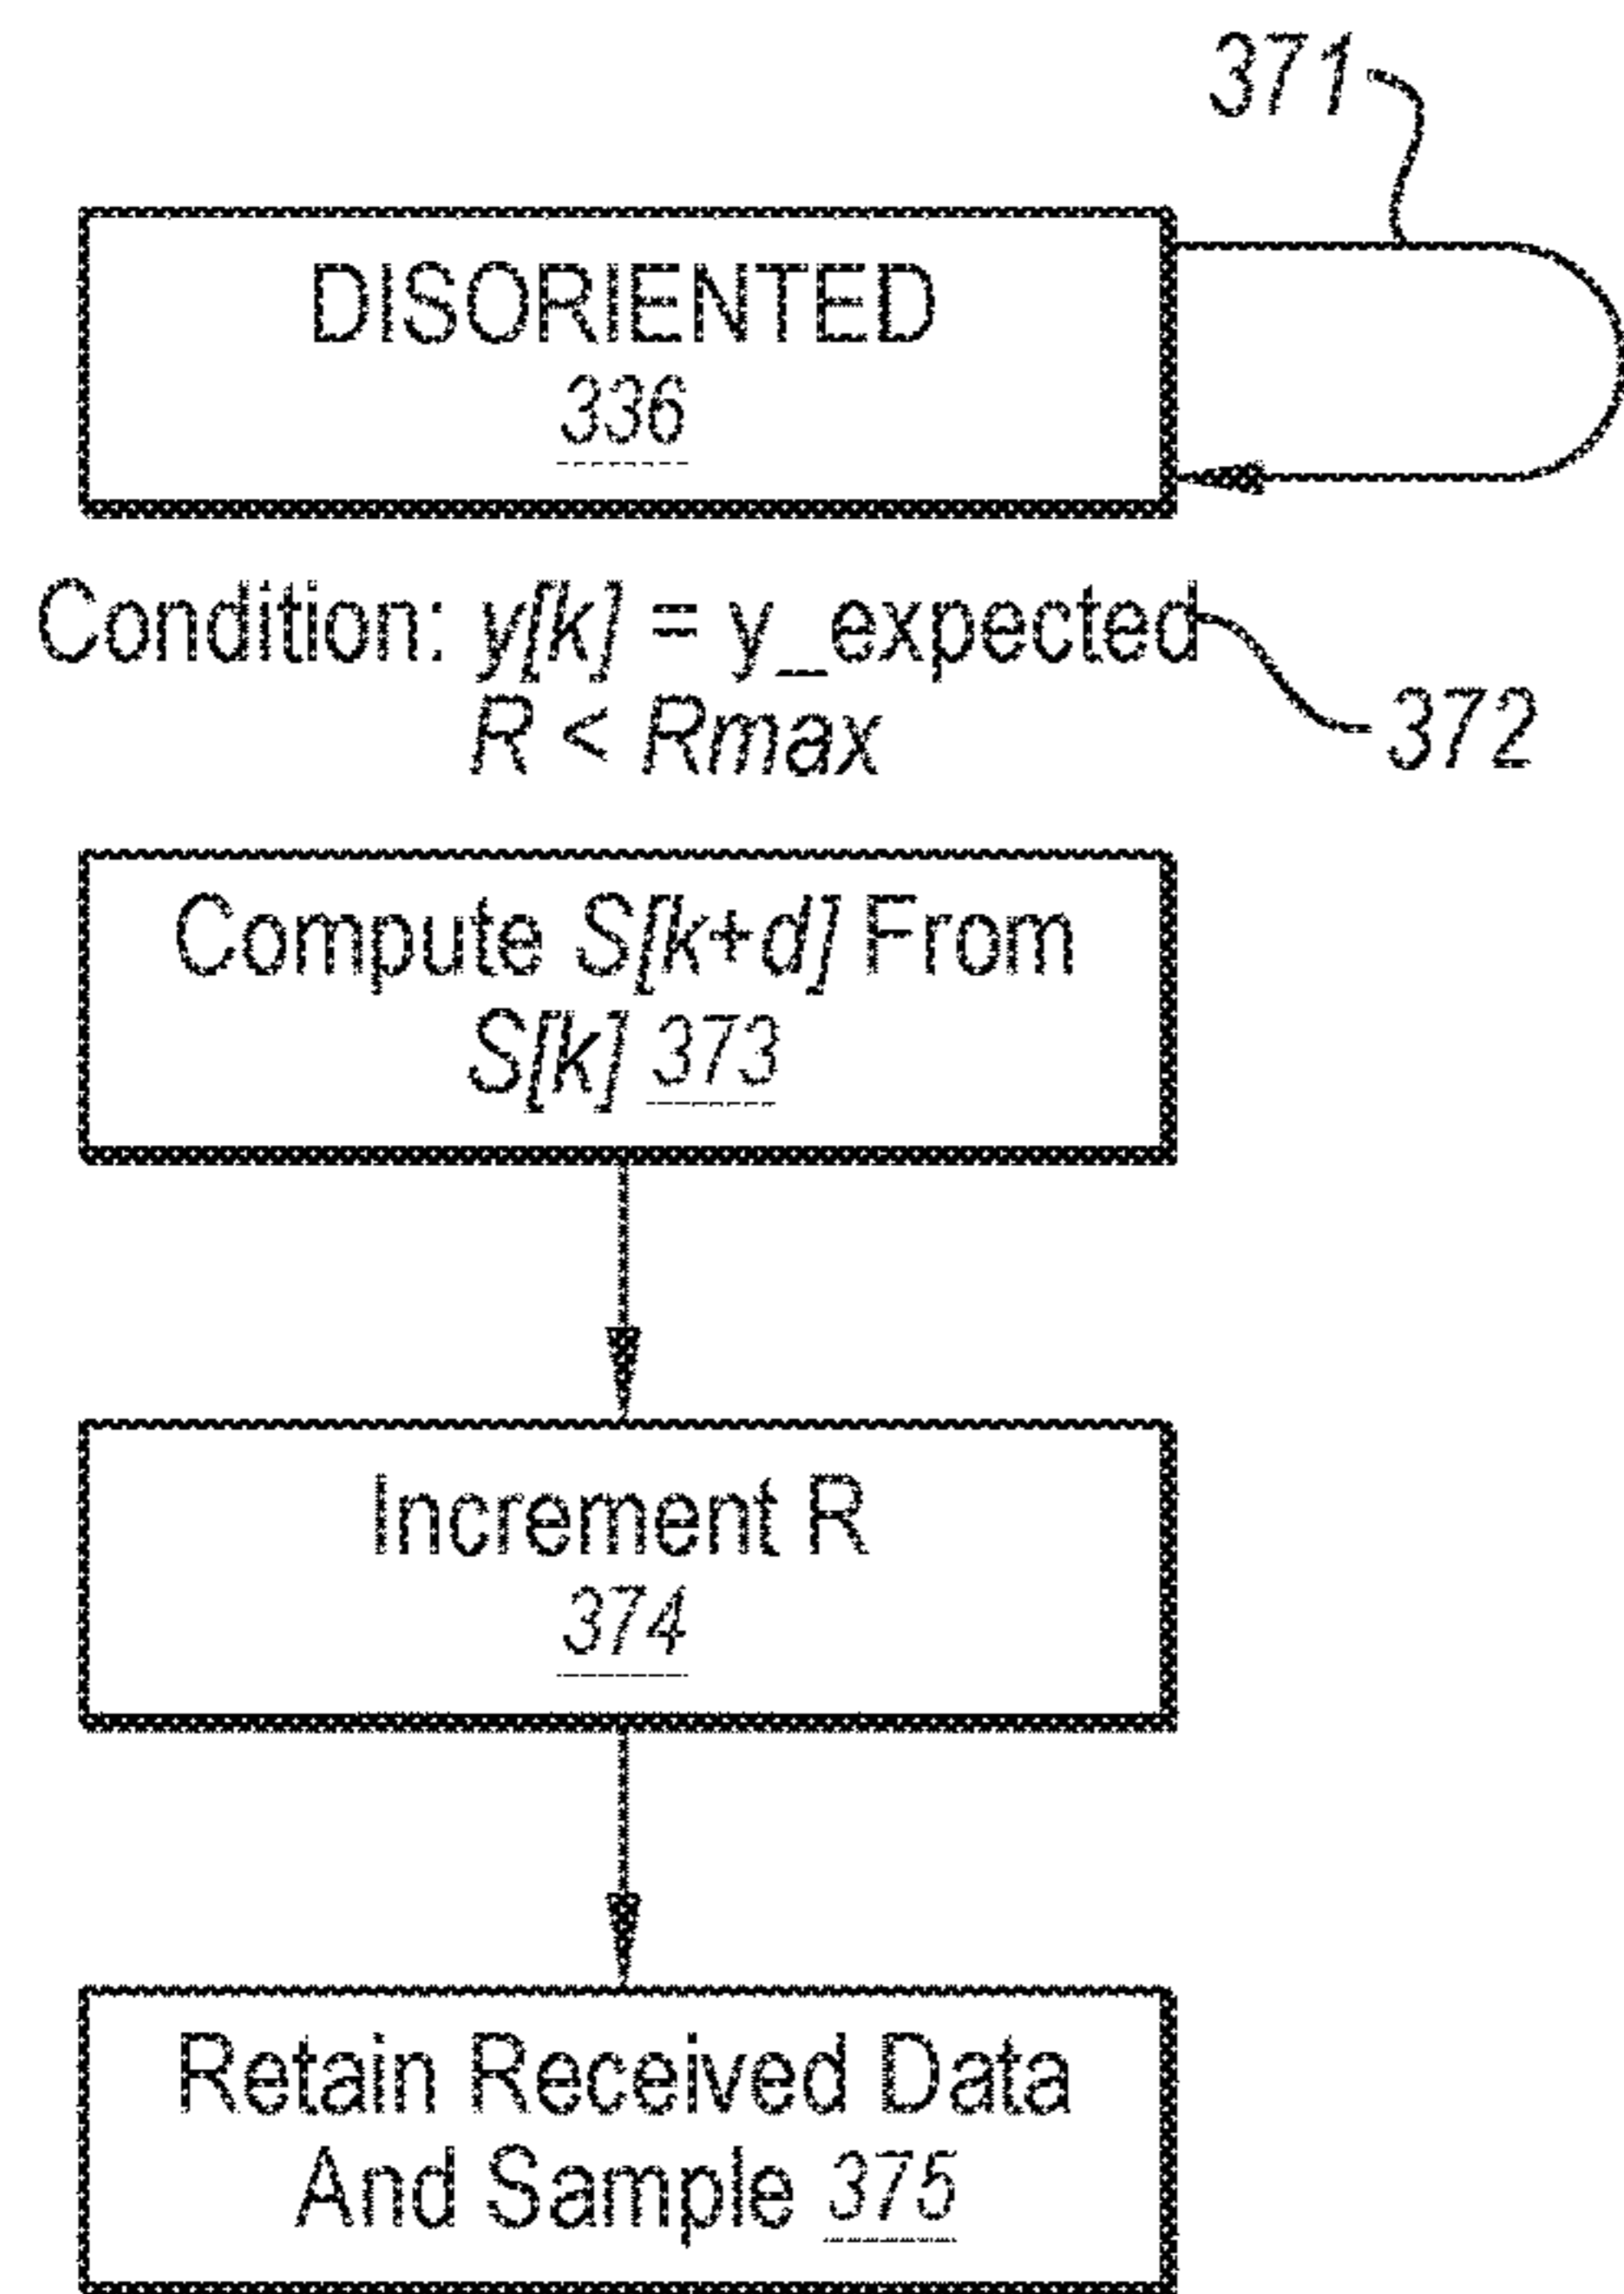 371
DISORIENTED
336
Condition: y[k] = y_expected
R < Rmax
372
Compute S[k+d] From
S[k] 373
Increment R
374
Retain Received Data
And Sample 375